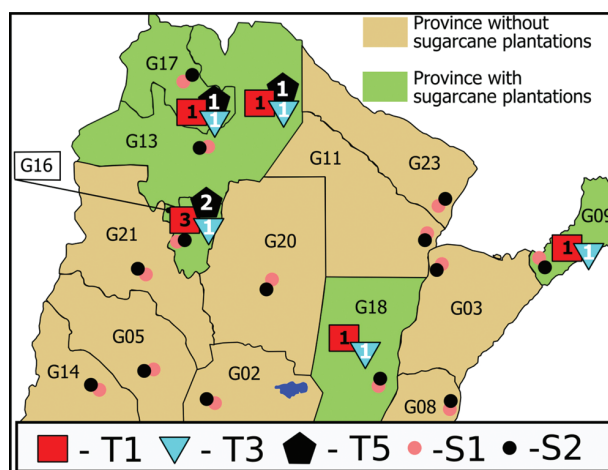 Province without
sugarcane plantations
Province with
sugarcane plantations
G17
1
1
1
1
1
1
G13
G16
G11
G23
2
3
1
G09
1
1
G21
G20
G18
G03
1
1
G05
G14
G02
G08
- T1
- T3
- T5
-S1
-S2